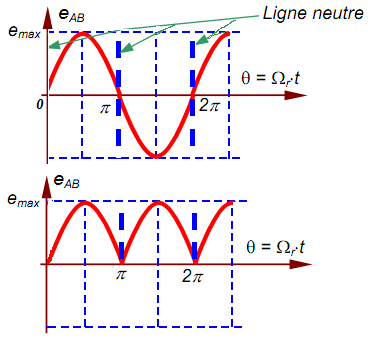 e_AB
Ligne neutre
e_max
θ = Ω_r·t
0
π
2π
e_AB
e_max
θ = Ω_r·t
π
2π